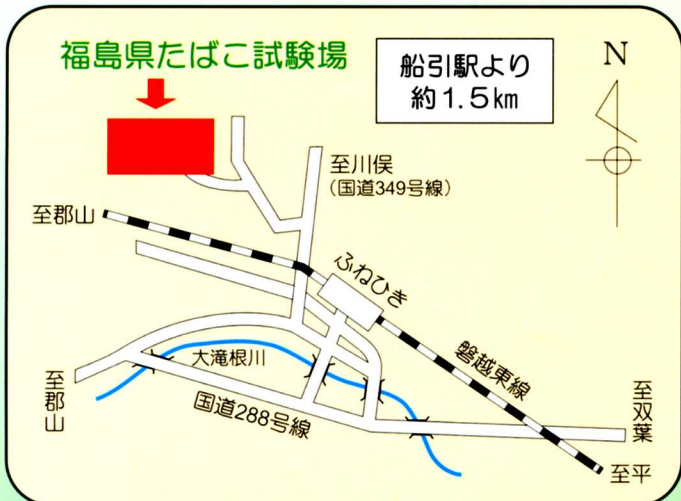 福島県たばこ試験場
船引駅より
約1.5km
N
至川俣
(国道349号線)
至郡山
ふねひき
大滝根川
磐越東線
至郡山
国道288号線
至双葉
至平